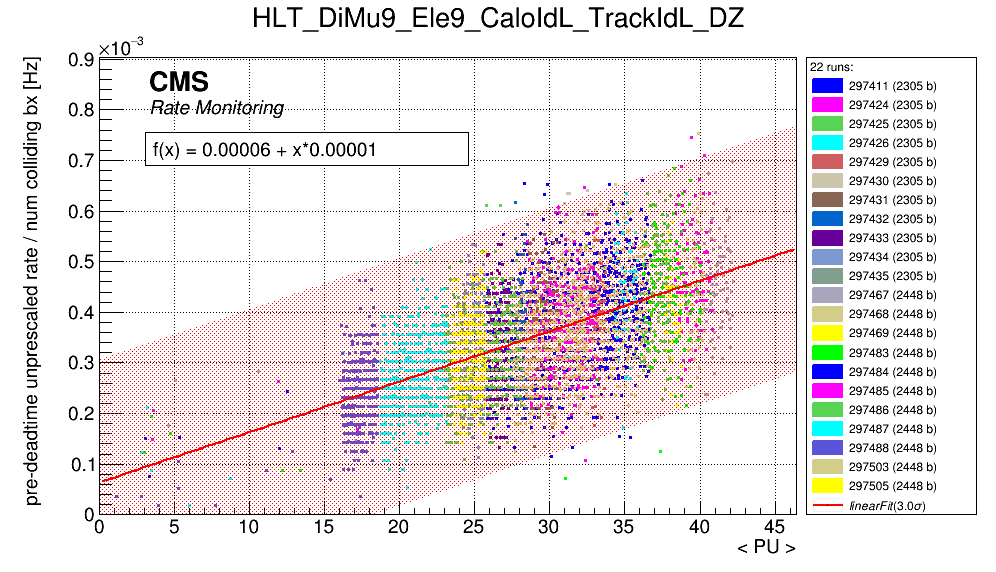 HLT_DiMu9_Ele9_CaloIdL_TrackIdL_DZ
×10⁻³
pre-deadtime unprescaled rate / num colliding bx [Hz]
0.9
0.8
0.7
0.6
0.5
0.4
0.3
0.2
0.1
0
CMS
Rate Monitoring
f(x) = 0.00006 + x*0.00001
0 5 10 15 20 25 30 35 40 45
< PU >
22 runs:
297411 (2305 b)
297424 (2305 b)
297425 (2305 b)
297426 (2305 b)
297429 (2305 b)
297430 (2305 b)
297431 (2305 b)
297432 (2305 b)
297433 (2305 b)
297434 (2305 b)
297435 (2305 b)
297467 (2448 b)
297468 (2448 b)
297469 (2448 b)
297483 (2448 b)
297484 (2448 b)
297485 (2448 b)
297486 (2448 b)
297487 (2448 b)
297488 (2448 b)
297503 (2448 b)
297505 (2448 b)
linearFit(3.0σ)